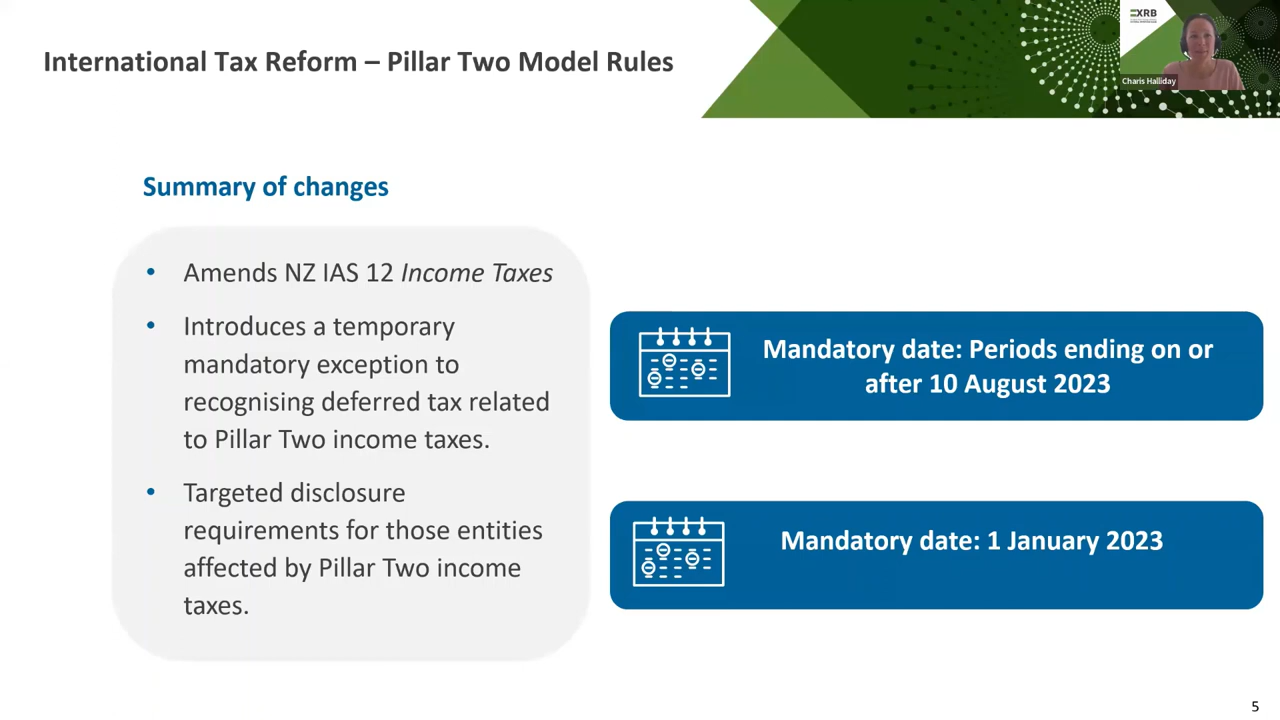 International Tax Reform – Pillar Two Model Rules
XRB
Charis Halliday
Summary of changes
• Amends NZ IAS 12 Income Taxes
• Introduces a temporary
mandatory exception to
recognising deferred tax related
to Pillar Two income taxes.
• Targeted disclosure
requirements for those entities
affected by Pillar Two income
taxes.
Mandatory date: Periods ending on or
after 10 August 2023
Mandatory date: 1 January 2023
5